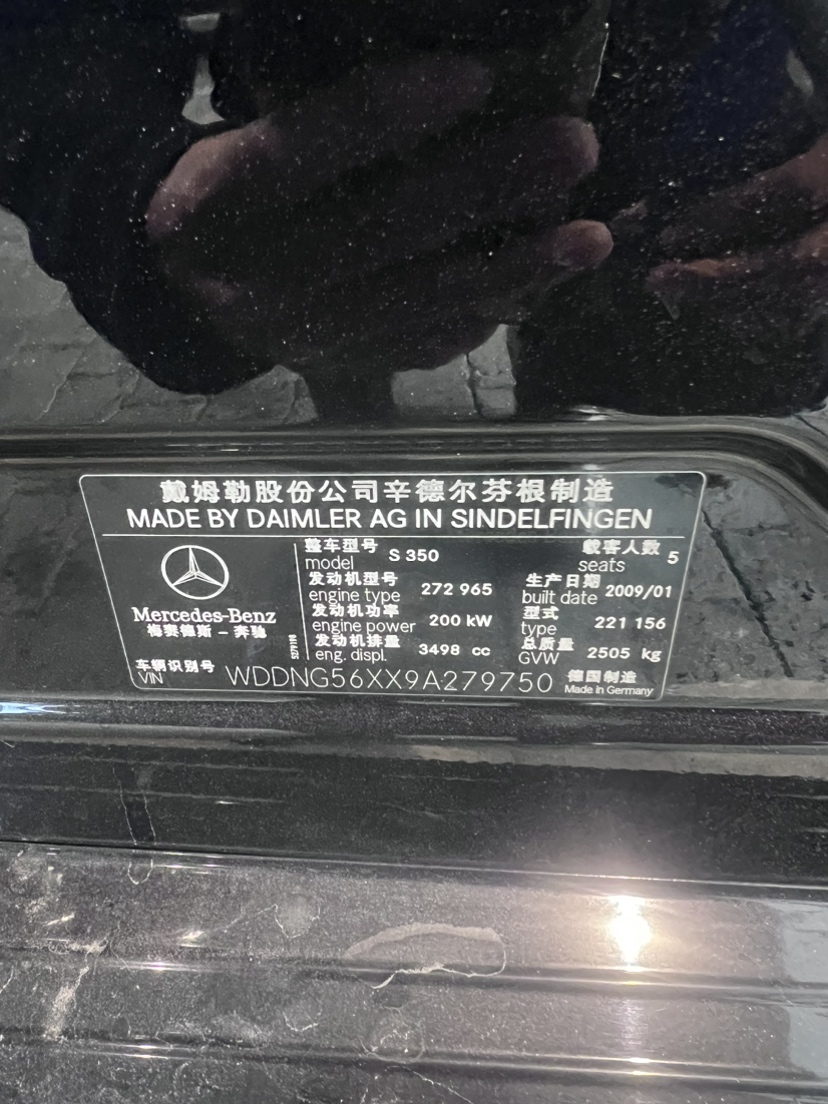 戴姆勒股份公司辛德尔芬根制造
MADE BY DAIMLER AG IN SINDELFINGEN
Mercedes-Benz
梅赛德斯 – 奔驰
整车型号
model S 350
载客人数
seats 5
发动机型号
engine type 272 965
生产日期
built date 2009/01
发动机功率
engine power 200 kW
型式
type 221 156
发动机排量
eng. displ. 3498 cc
总质量
GVW 2505 kg
车辆识别号
VIN WDDNG56XX9A279750
德国制造
Made in Germany